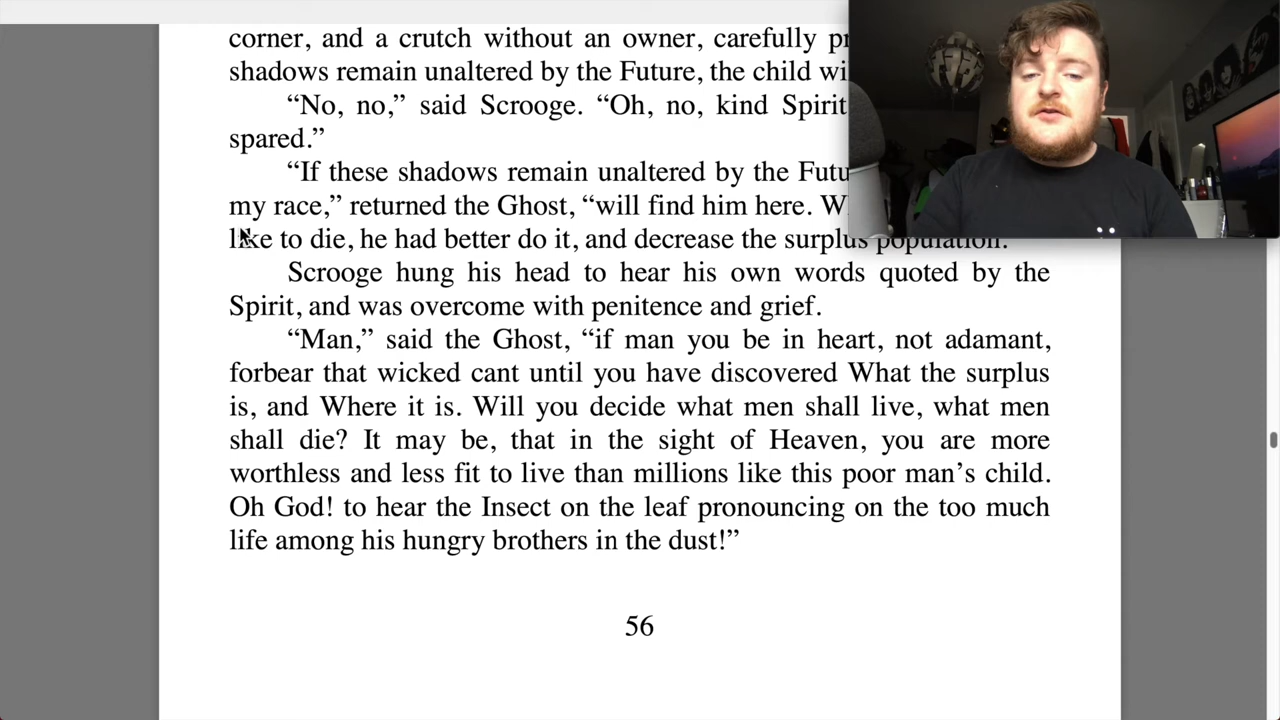 corner, and a crutch without an owner, carefully
shadows remain unaltered by the Future, the child
“No, no,” said Scrooge. “Oh, no, kind Spirit
spared.”
“If these shadows remain unaltered by the
my race,” returned the Ghost, “will find him here.
like to die, he had better do it, and decrease the surplus population.
Scrooge hung his head to hear his own words quoted by the
Spirit, and was overcome with penitence and grief.
“Man,” said the Ghost, “if man you be in heart, not adamant,
forbear that wicked cant until you have discovered What the surplus
is, and Where it is. Will you decide what men shall live, what men
shall die? It may be, that in the sight of Heaven, you are more
worthless and less fit to live than millions like this poor man’s child.
Oh God! to hear the Insect on the leaf pronouncing on the too much
life among his hungry brothers in the dust!”
56